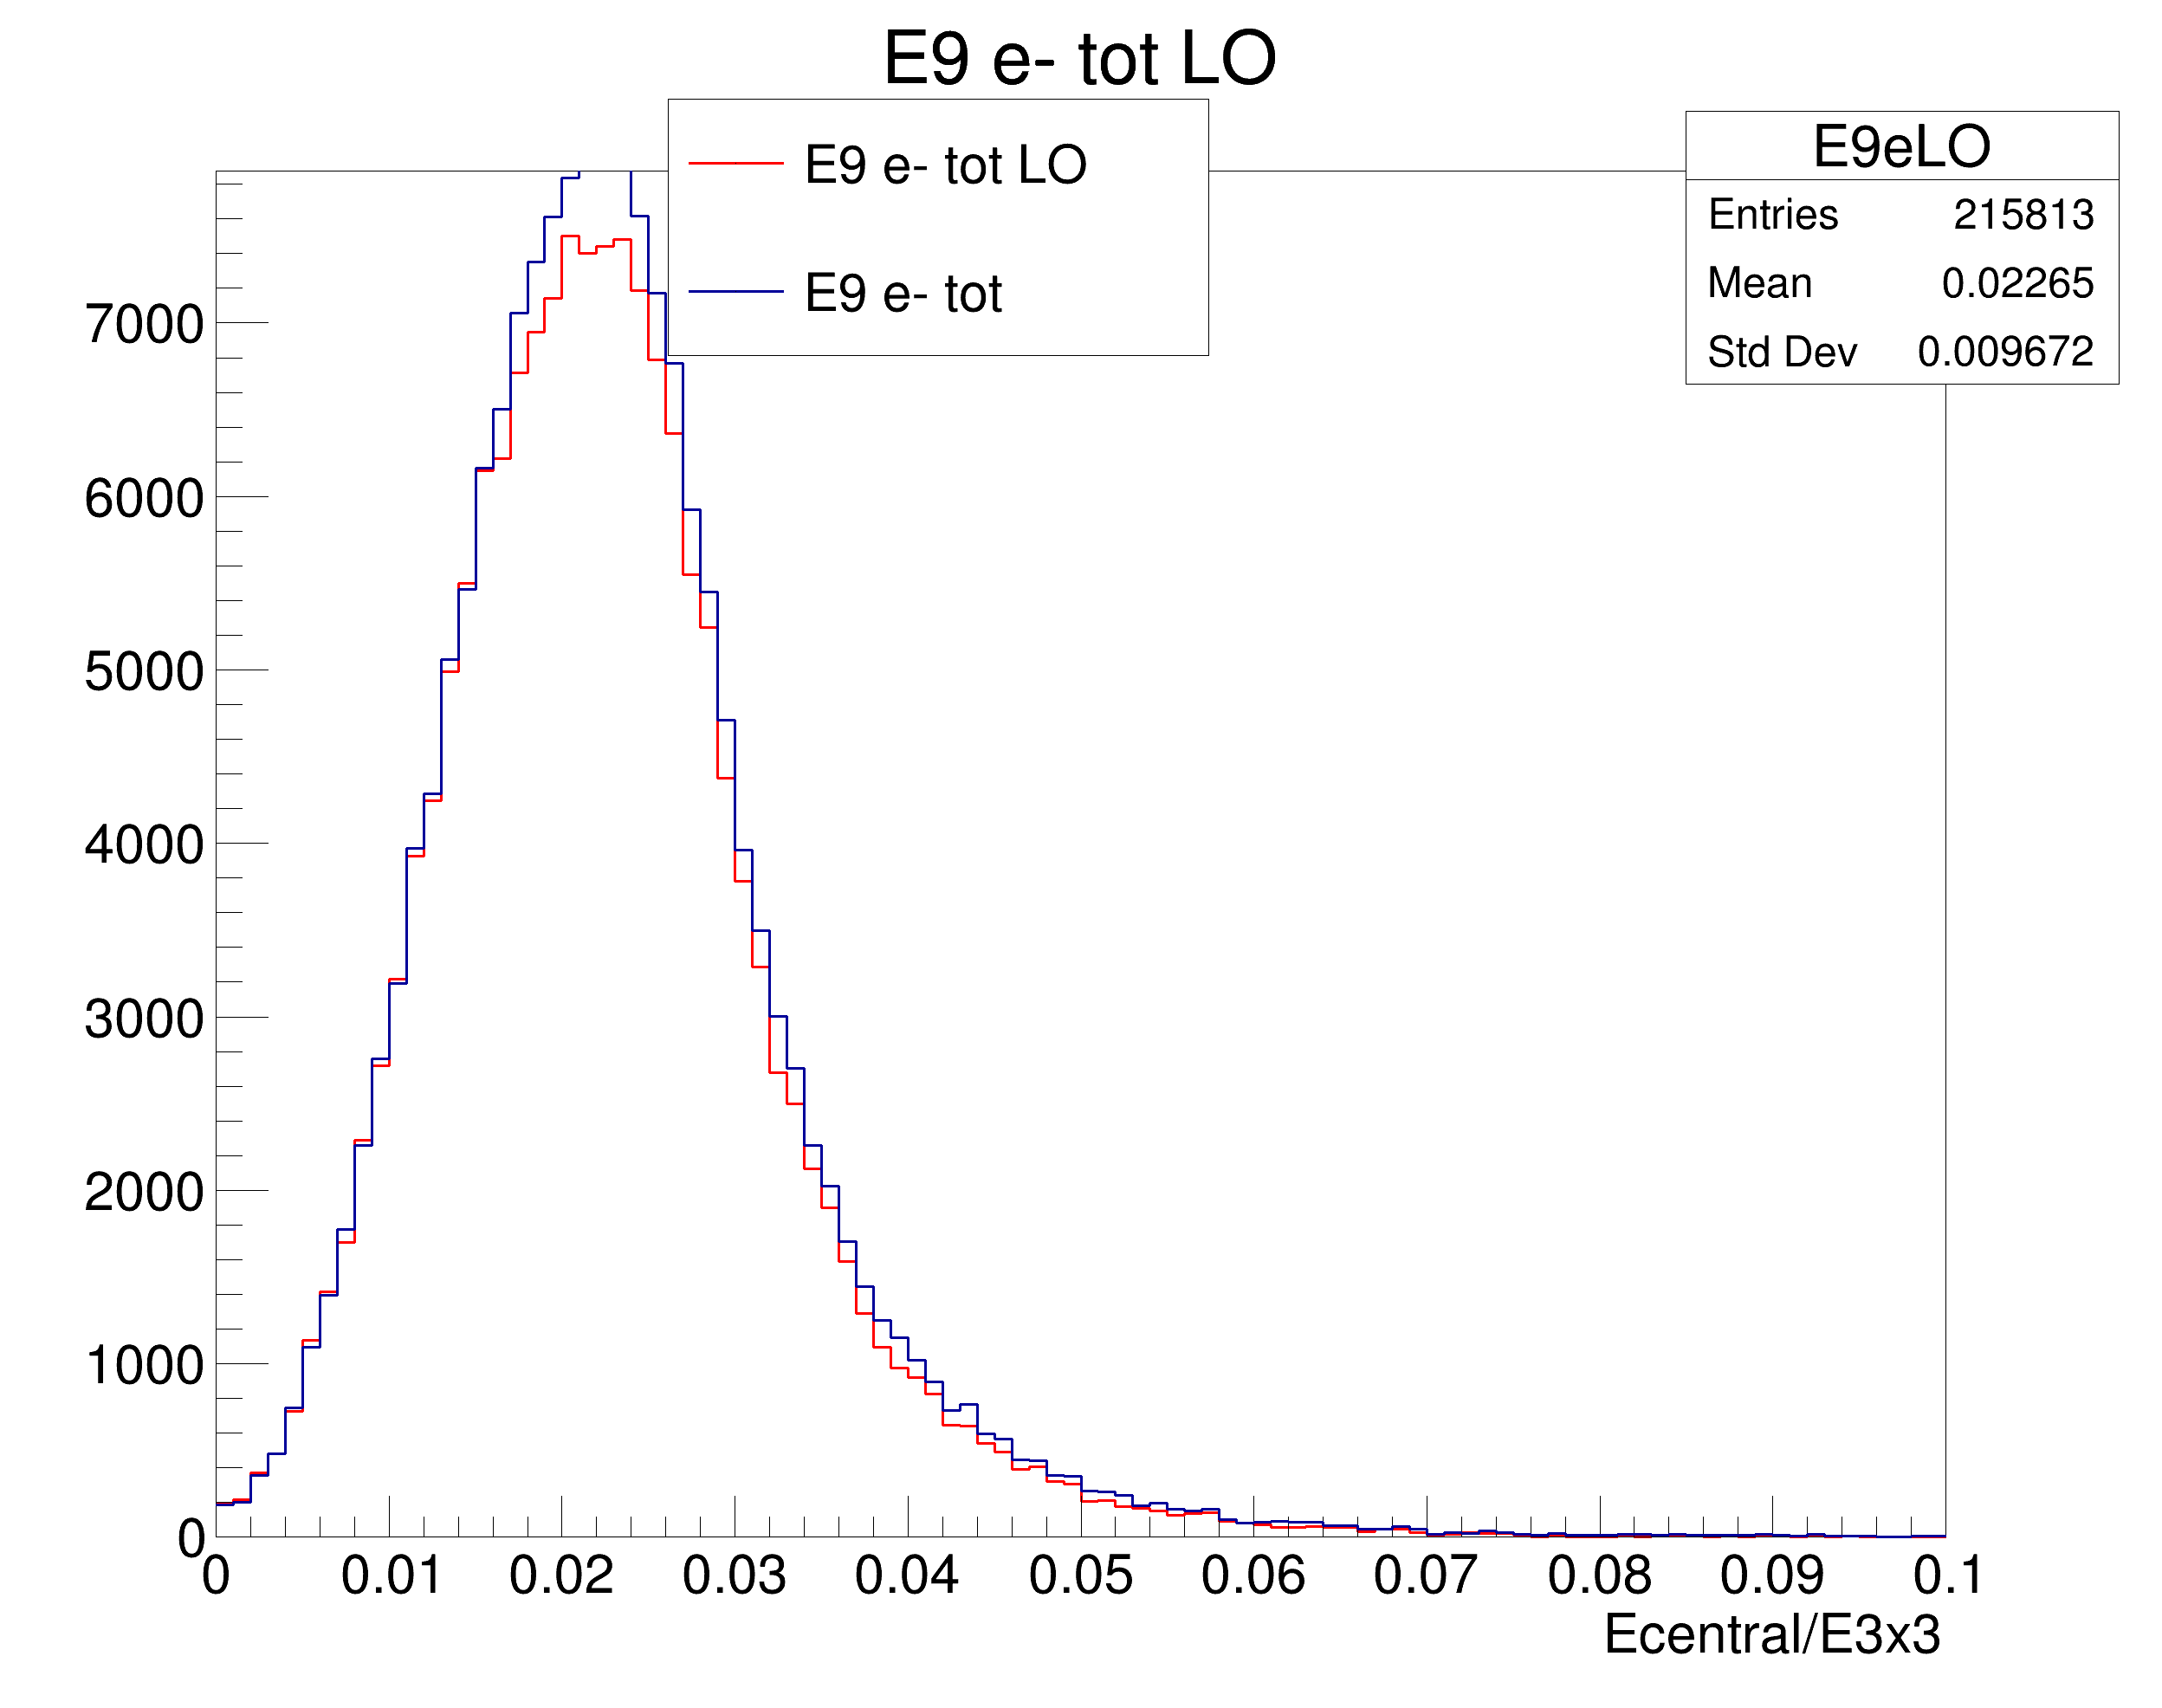 E9 e- tot LO
E9 e- tot LO
E9 e- tot
E9eLO
Entries 215813
Mean 0.02265
Std Dev 0.009672
7000
6000
5000
4000
3000
2000
1000
0
0 0.01 0.02 0.03 0.04 0.05 0.06 0.07 0.08 0.09 0.1
Ecentral/E3x3